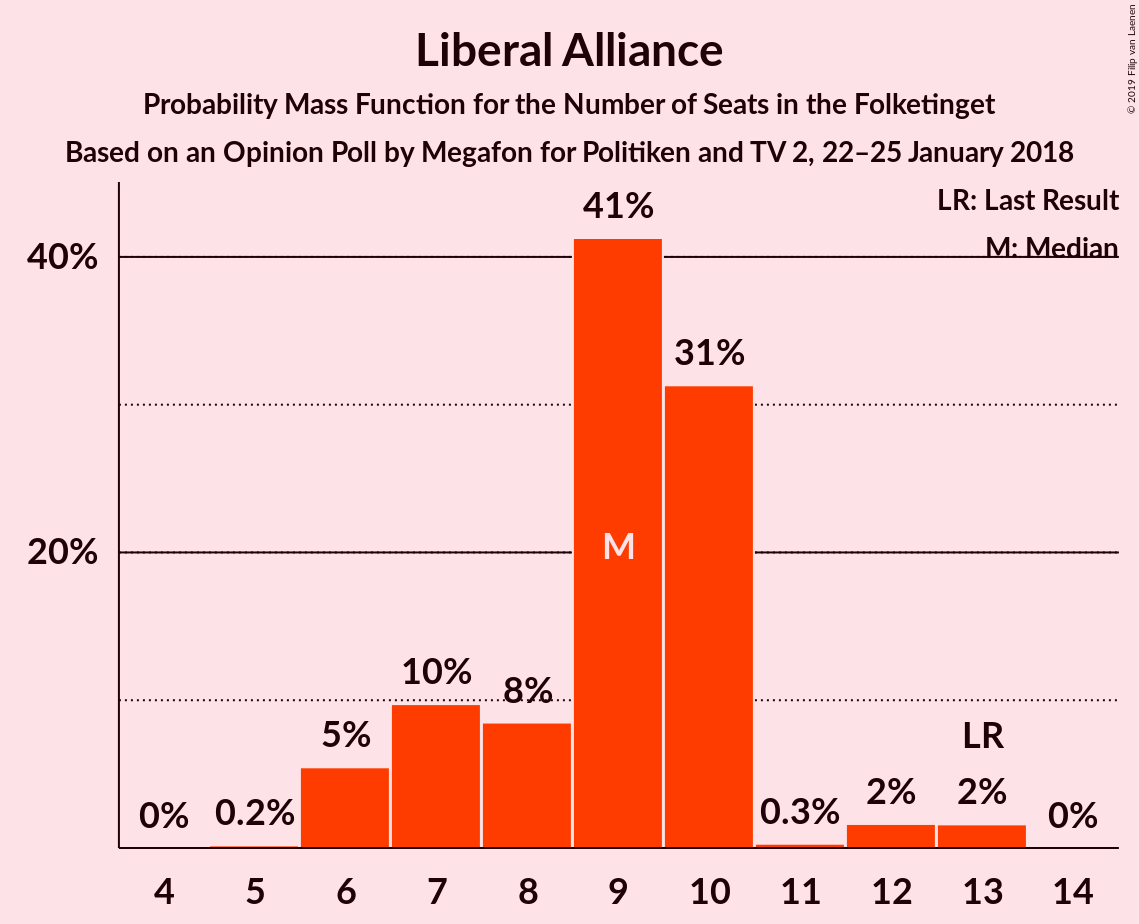 Liberal Alliance
Probability Mass Function for the Number of Seats in the Folketinget
Based on an Opinion Poll by Megafon for Politiken and TV 2, 22–25 January 2018
© 2019 Filip van Laenen
LR: Last Result
M: Median
40%
20%
0%
0.2%
5%
10%
8%
41%
M
31%
0.3%
2%
LR
2%
0%
4 5 6 7 8 9 10 11 12 13 14